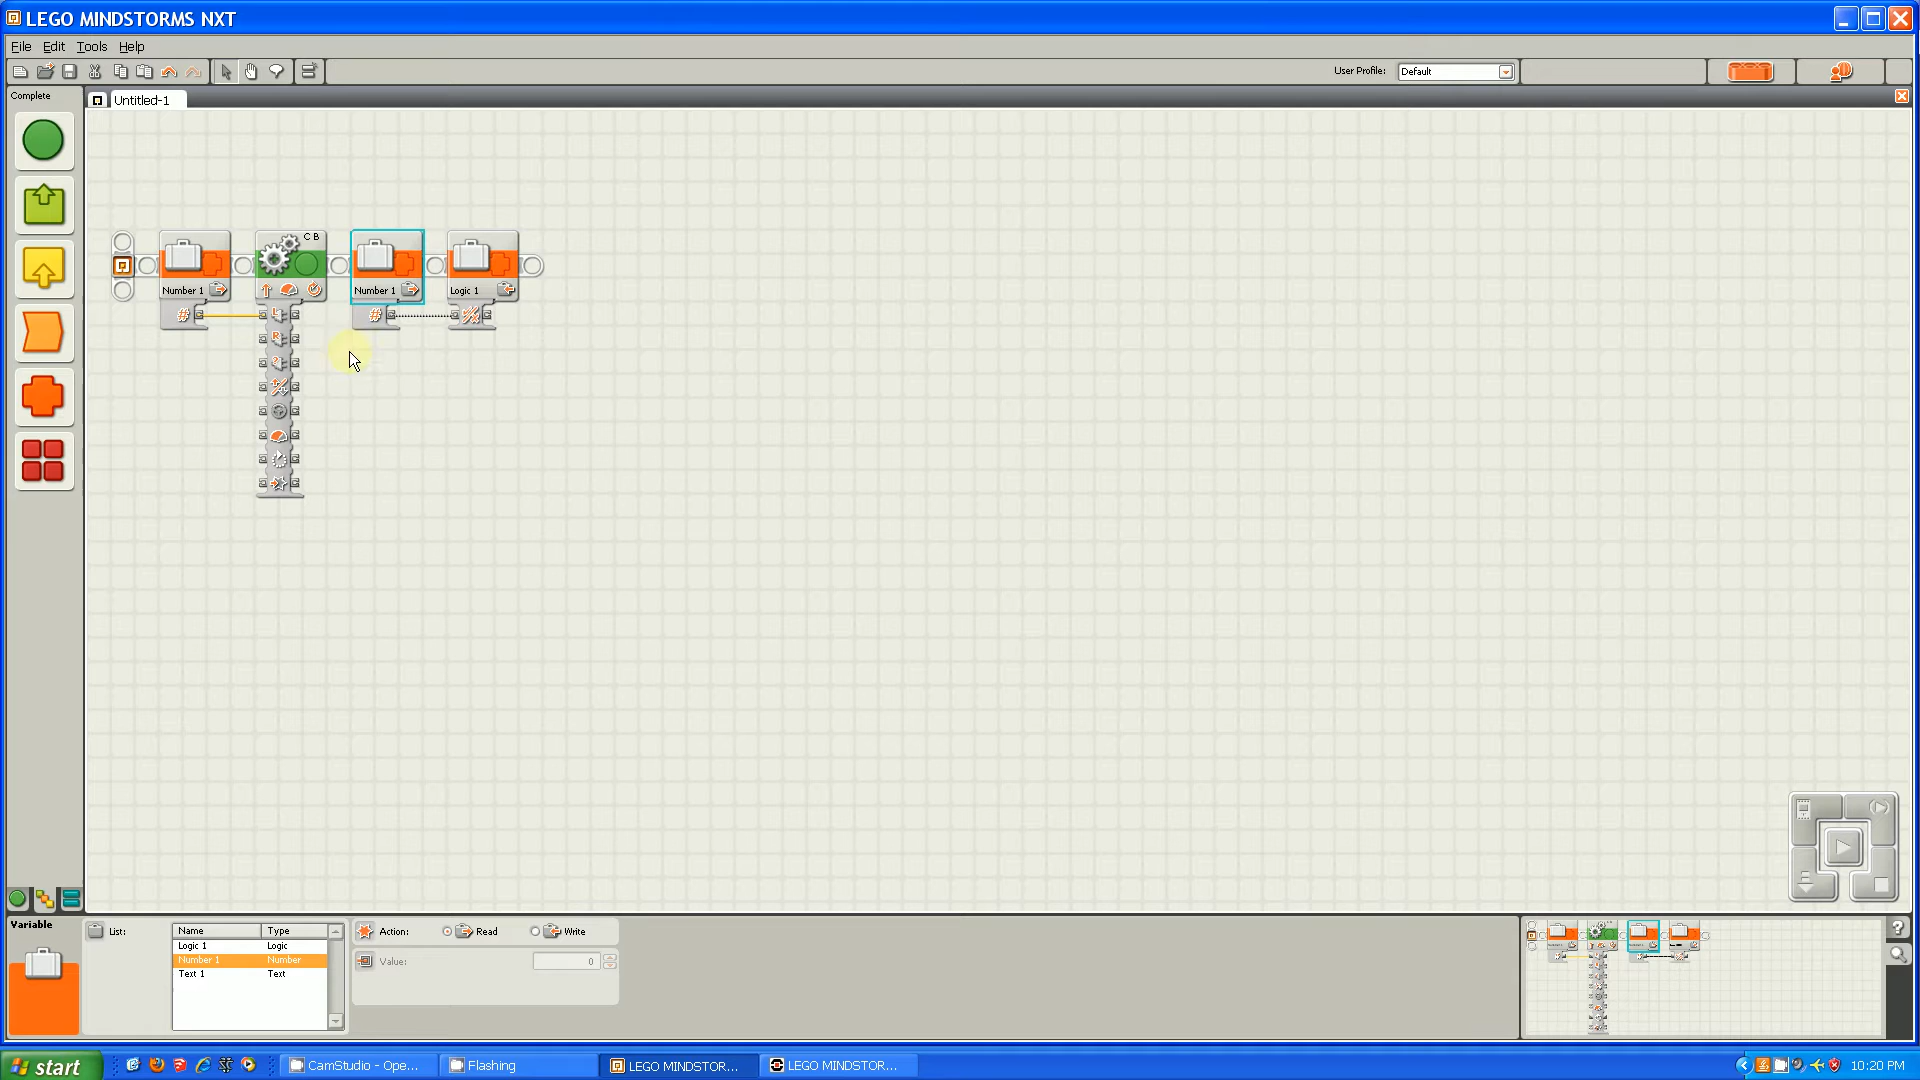 LEGO MINDSTORMS NXT
File Edit Tools Help
User Profile: Default
Complete
Untitled-1
C B
Number 1
Number 1
Logic 1
#
#
L
R
?
Variable
List:
Name Type
Logic 1 Logic
Number 1 Number
Text 1 Text
Action: Read Write
Value: 0
?
start
CamStudio - Ope...
Flashing
LEGO MINDSTOR...
LEGO MINDSTOR...
10:20 PM